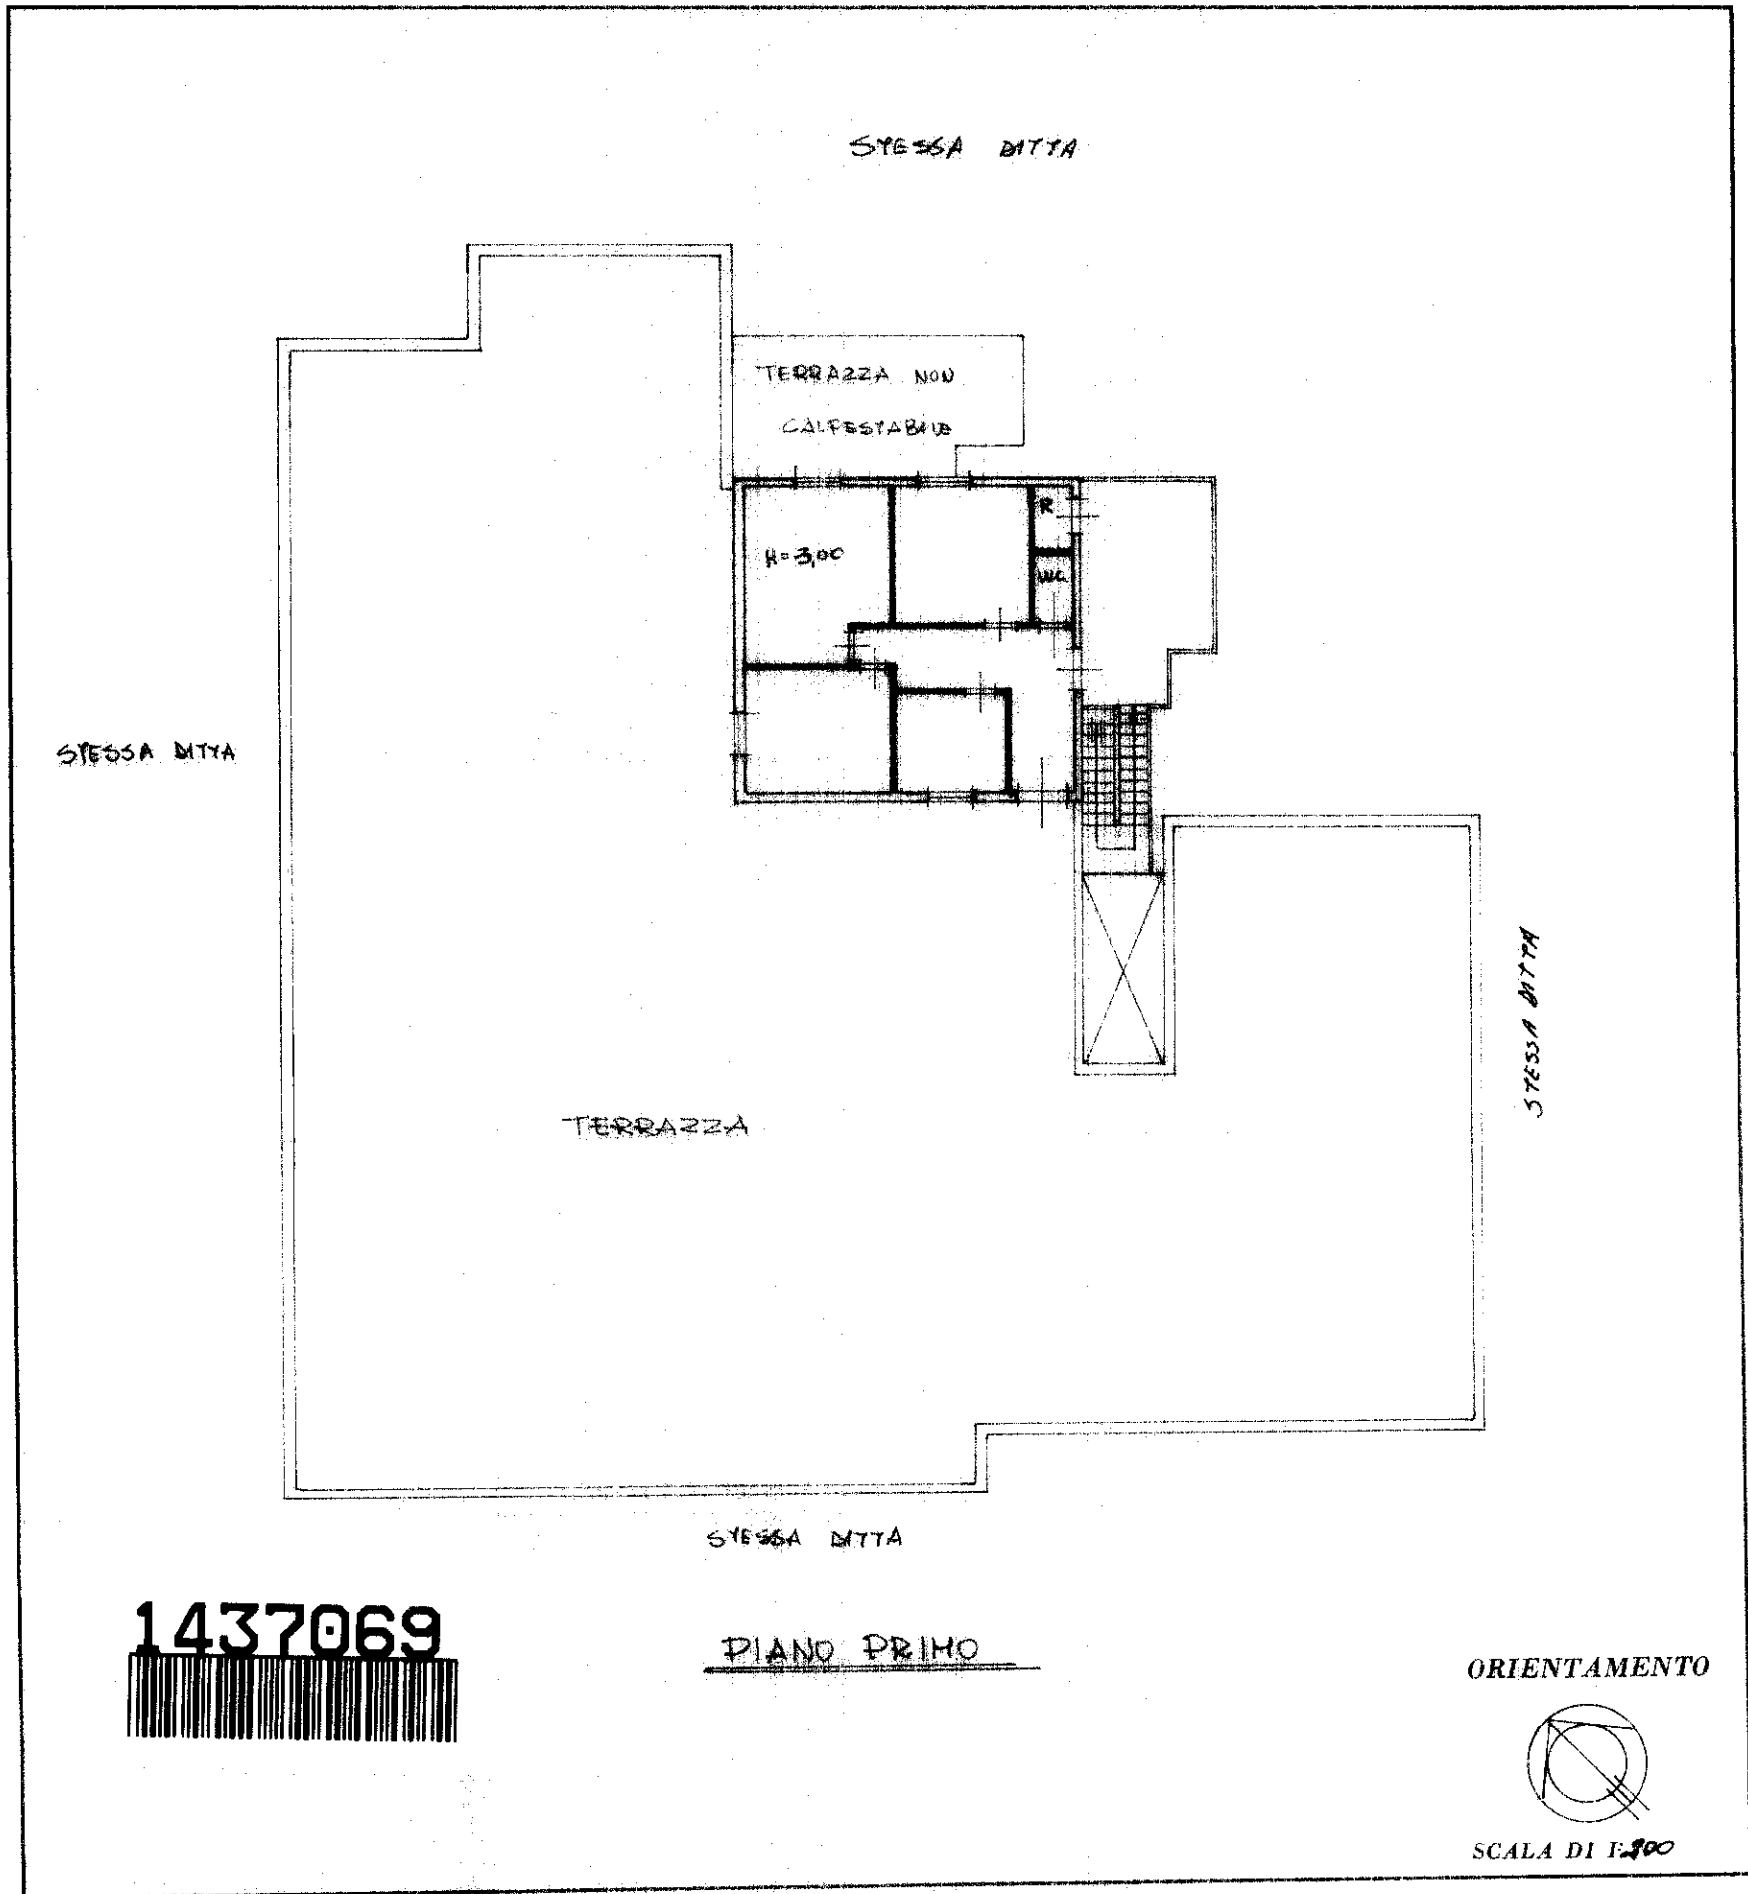 STESSA DITTA
TERRAZZA NON
CALPESTABILE
R
H=3,00
WC
STESSA DITTA
STESSA DITTA
TERRAZZA
STESSA DITTA
1437069
PIANO PRIMO
ORIENTAMENTO
SCALA DI 1:200